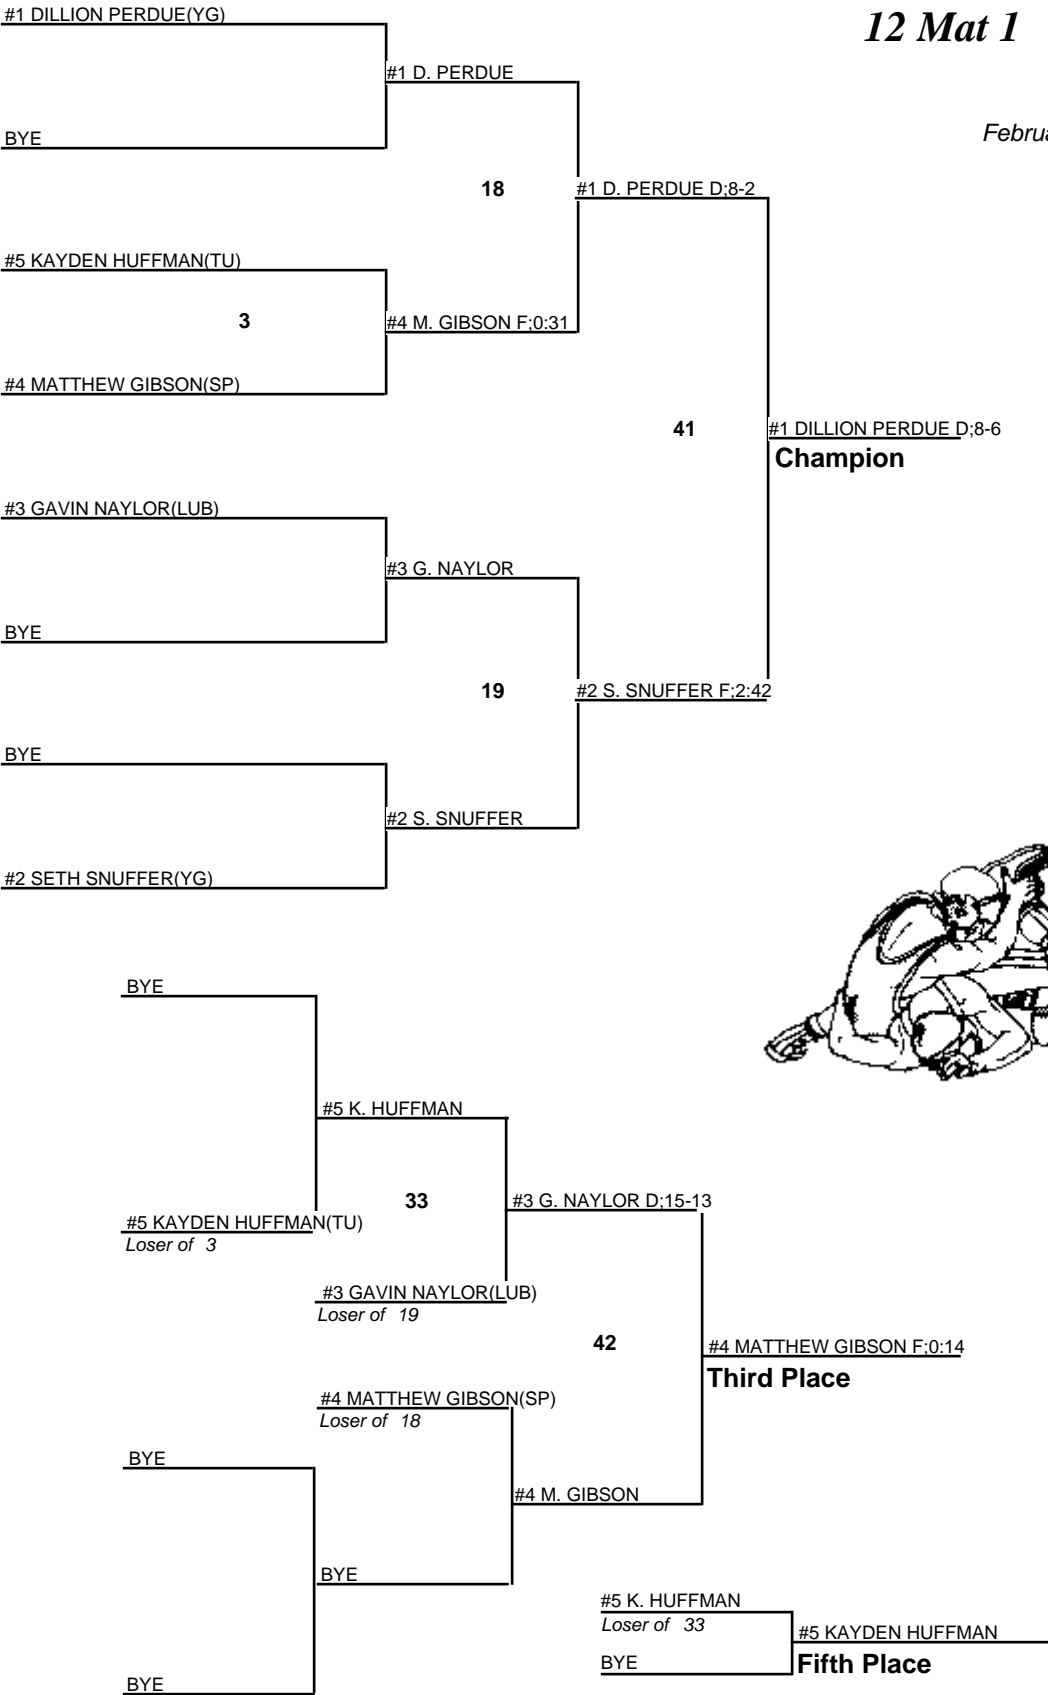 #1 DILLION PERDUE(YG)
12 Mat 1
#1 D. PERDUE
BYE
18
#1 D. PERDUE D;8-2
#5 KAYDEN HUFFMAN(TU)
3
#4 M. GIBSON F;0:31
#4 MATTHEW GIBSON(SP)
41
#1 DILLION PERDUE D;8-6
Champion
#3 GAVIN NAYLOR(LUB)
#3 G. NAYLOR
BYE
19
#2 S. SNUFFER F;2:42
BYE
#2 S. SNUFFER
#2 SETH SNUFFER(YG)
BYE
#5 K. HUFFMAN
33
#3 G. NAYLOR D;15-13
#5 KAYDEN HUFFMAN(TU)
Loser of 3
#3 GAVIN NAYLOR(LUB)
Loser of 19
42
#4 MATTHEW GIBSON F;0:14
Third Place
#4 MATTHEW GIBSON(SP)
Loser of 18
BYE
#4 M. GIBSON
BYE
#5 K. HUFFMAN
Loser of 33
#5 KAYDEN HUFFMAN
BYE
Fifth Place
BYE